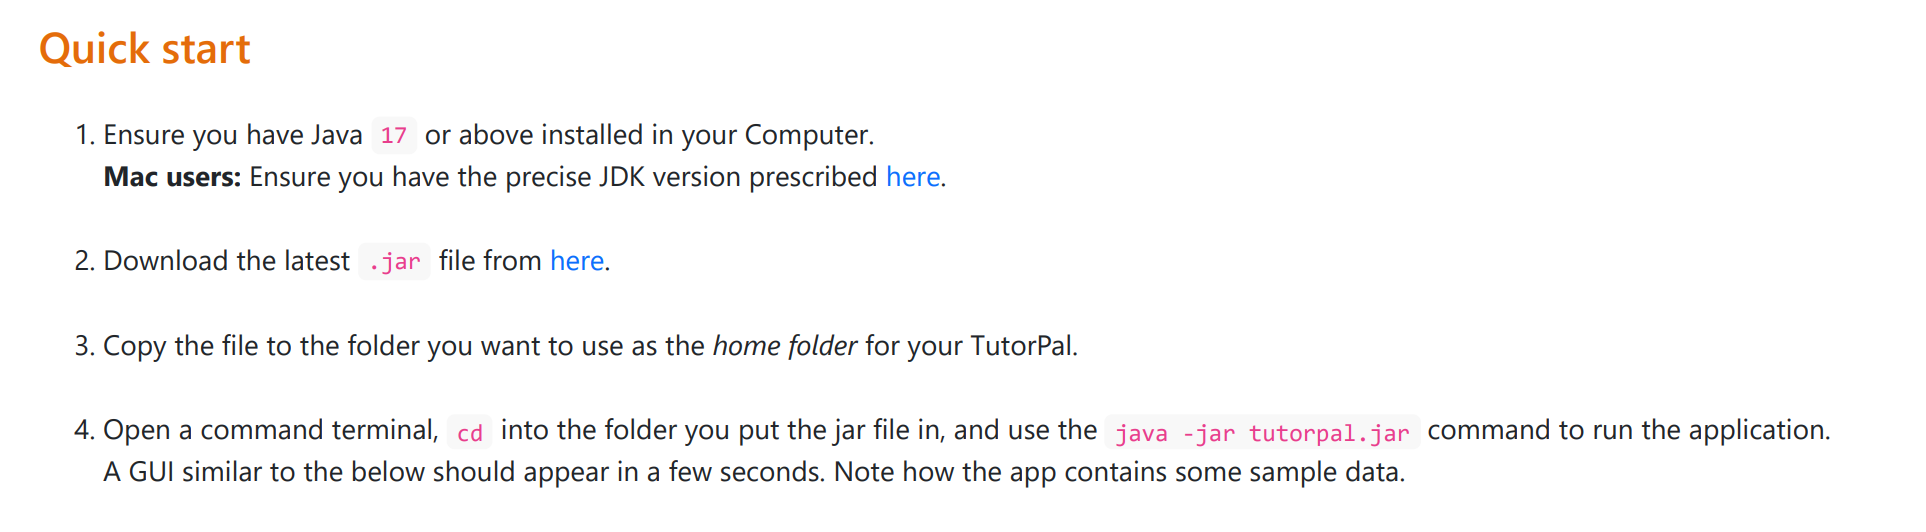 Quick start
1. Ensure you have Java 17 or above installed in your Computer.
Mac users: Ensure you have the precise JDK version prescribed here.
2. Download the latest .jar file from here.
3. Copy the file to the folder you want to use as the home folder for your TutorPal.
4. Open a command terminal, cd into the folder you put the jar file in, and use the java -jar tutorpal.jar command to run the application.
A GUI similar to the below should appear in a few seconds. Note how the app contains some sample data.